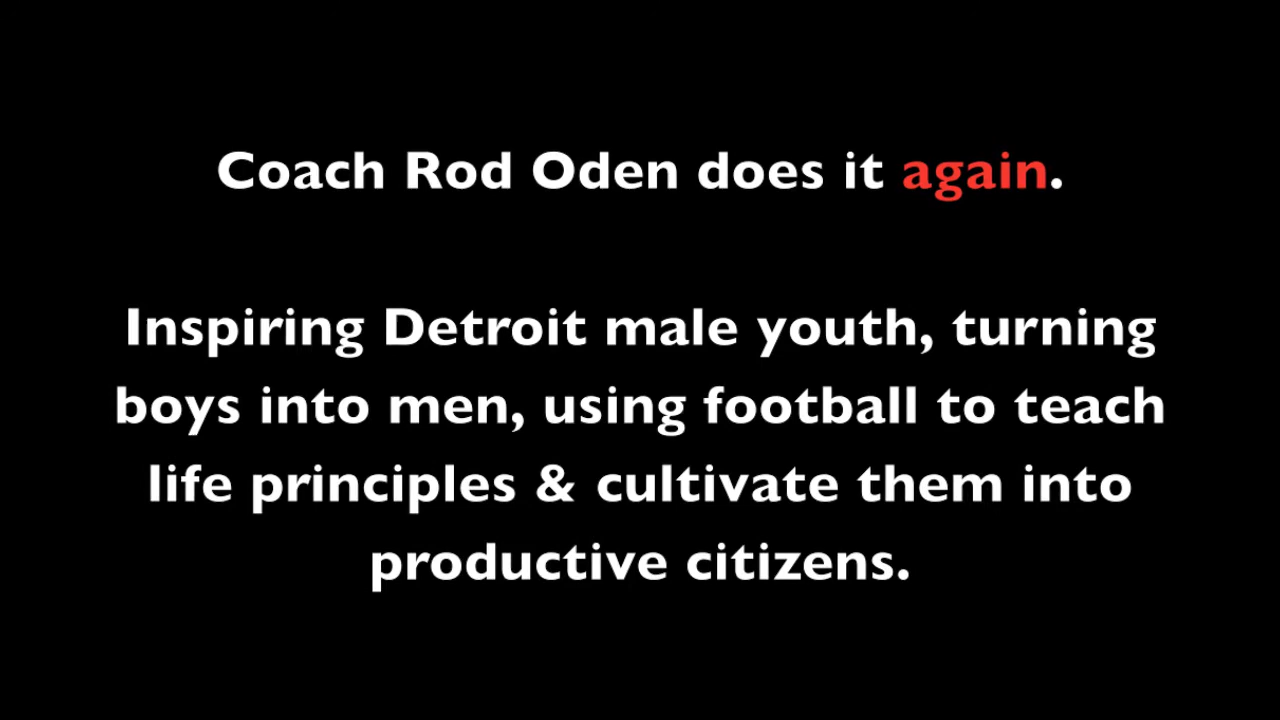 Coach Rod Oden does it again.
Inspiring Detroit male youth, turning
boys into men, using football to teach
life principles & cultivate them into
productive citizens.